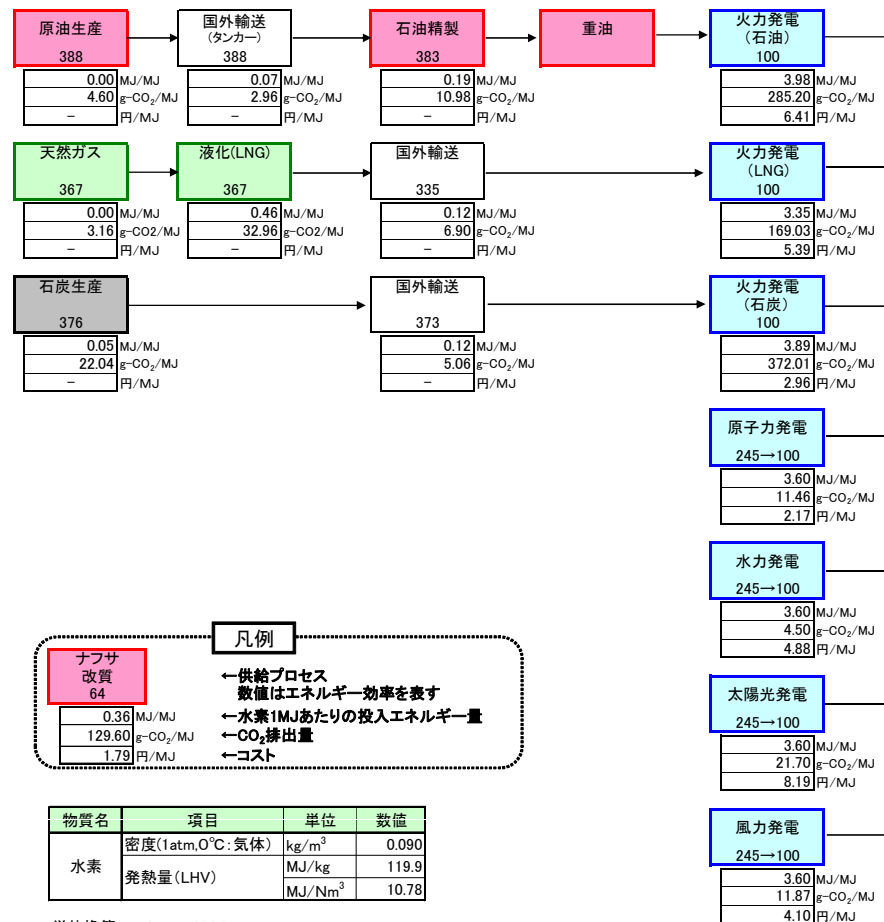 原油生産
388
0.00 MJ/MJ
4.60 g-CO₂/MJ
- 円/MJ
国外輸送
(タンカー)
388
0.07 MJ/MJ
2.96 g-CO₂/MJ
- 円/MJ
石油精製
383
0.19 MJ/MJ
10.98 g-CO₂/MJ
- 円/MJ
重油
火力発電
(石油)
100
3.98 MJ/MJ
285.20 g-CO₂/MJ
6.41 円/MJ
天然ガス
367
0.00 MJ/MJ
3.16 g-CO2/MJ
- 円/MJ
液化(LNG)
367
0.46 MJ/MJ
32.96 g-CO2/MJ
- 円/MJ
国外輸送
335
0.12 MJ/MJ
6.90 g-CO₂/MJ
- 円/MJ
火力発電
(LNG)
100
3.35 MJ/MJ
169.03 g-CO₂/MJ
5.39 円/MJ
石炭生産
376
0.05 MJ/MJ
22.04 g-CO₂/MJ
- 円/MJ
国外輸送
373
0.12 MJ/MJ
5.06 g-CO₂/MJ
- 円/MJ
火力発電
(石炭)
100
3.89 MJ/MJ
372.01 g-CO₂/MJ
2.96 円/MJ
原子力発電
245→100
3.60 MJ/MJ
11.46 g-CO₂/MJ
2.17 円/MJ
水力発電
245→100
3.60 MJ/MJ
4.50 g-CO₂/MJ
4.88 円/MJ
太陽光発電
245→100
3.60 MJ/MJ
21.70 g-CO₂/MJ
8.19 円/MJ
風力発電
245→100
3.60 MJ/MJ
11.87 g-CO₂/MJ
4.10 円/MJ
凡例
ナフサ
改質
64
←供給プロセス
数値はエネルギー効率を表す
0.36 MJ/MJ ←水素1MJあたりの投入エネルギー量
129.60 g-CO₂/MJ ←CO₂排出量
1.79 円/MJ ←コスト
物質名 項目 単位 数値
水素 密度(1atm,0℃:気体) kg/m³ 0.090
発熱量(LHV) MJ/kg 119.9
MJ/Nm³ 10.78